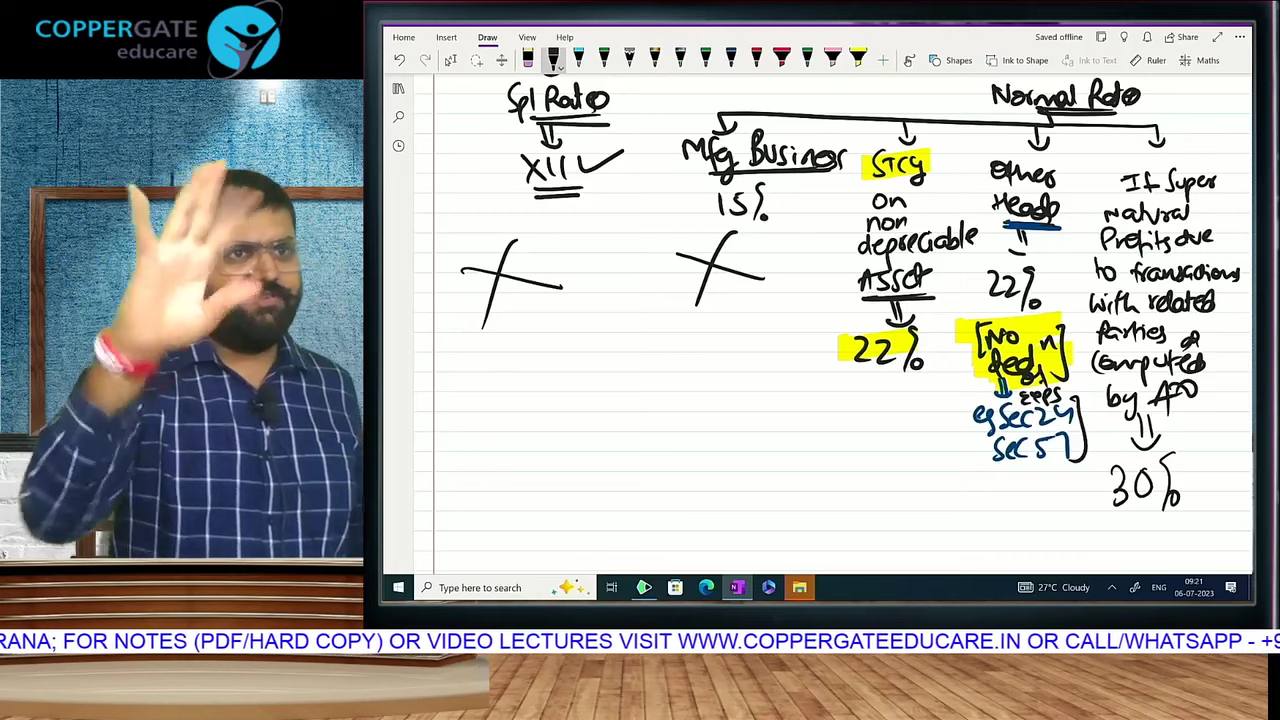 COPPERGATE
educare
Home Insert Draw View Help
Saved offline
Share
Shapes
Ink to Shape
Ink to Text
Ruler
Maths
Spl Rate
XII
Normal Rate
Mfg Business
15%
STCG
on
non
depreciable
ASSet
22%
Other
Heads
22%
[No
dedn]
of
exps
eg Sec 24
Sec 57
If Super
natural
Profits due
to transactions
with related
Parties &
Computed
by A.O
30%
Type here to search
27°C Cloudy
ENG
09:21
06-07-2023
RANA; FOR NOTES (PDF/HARD COPY) OR VIDEO LECTURES VISIT WWW.COPPERGATEEDUCARE.IN OR CALL/WHATSAPP - +9